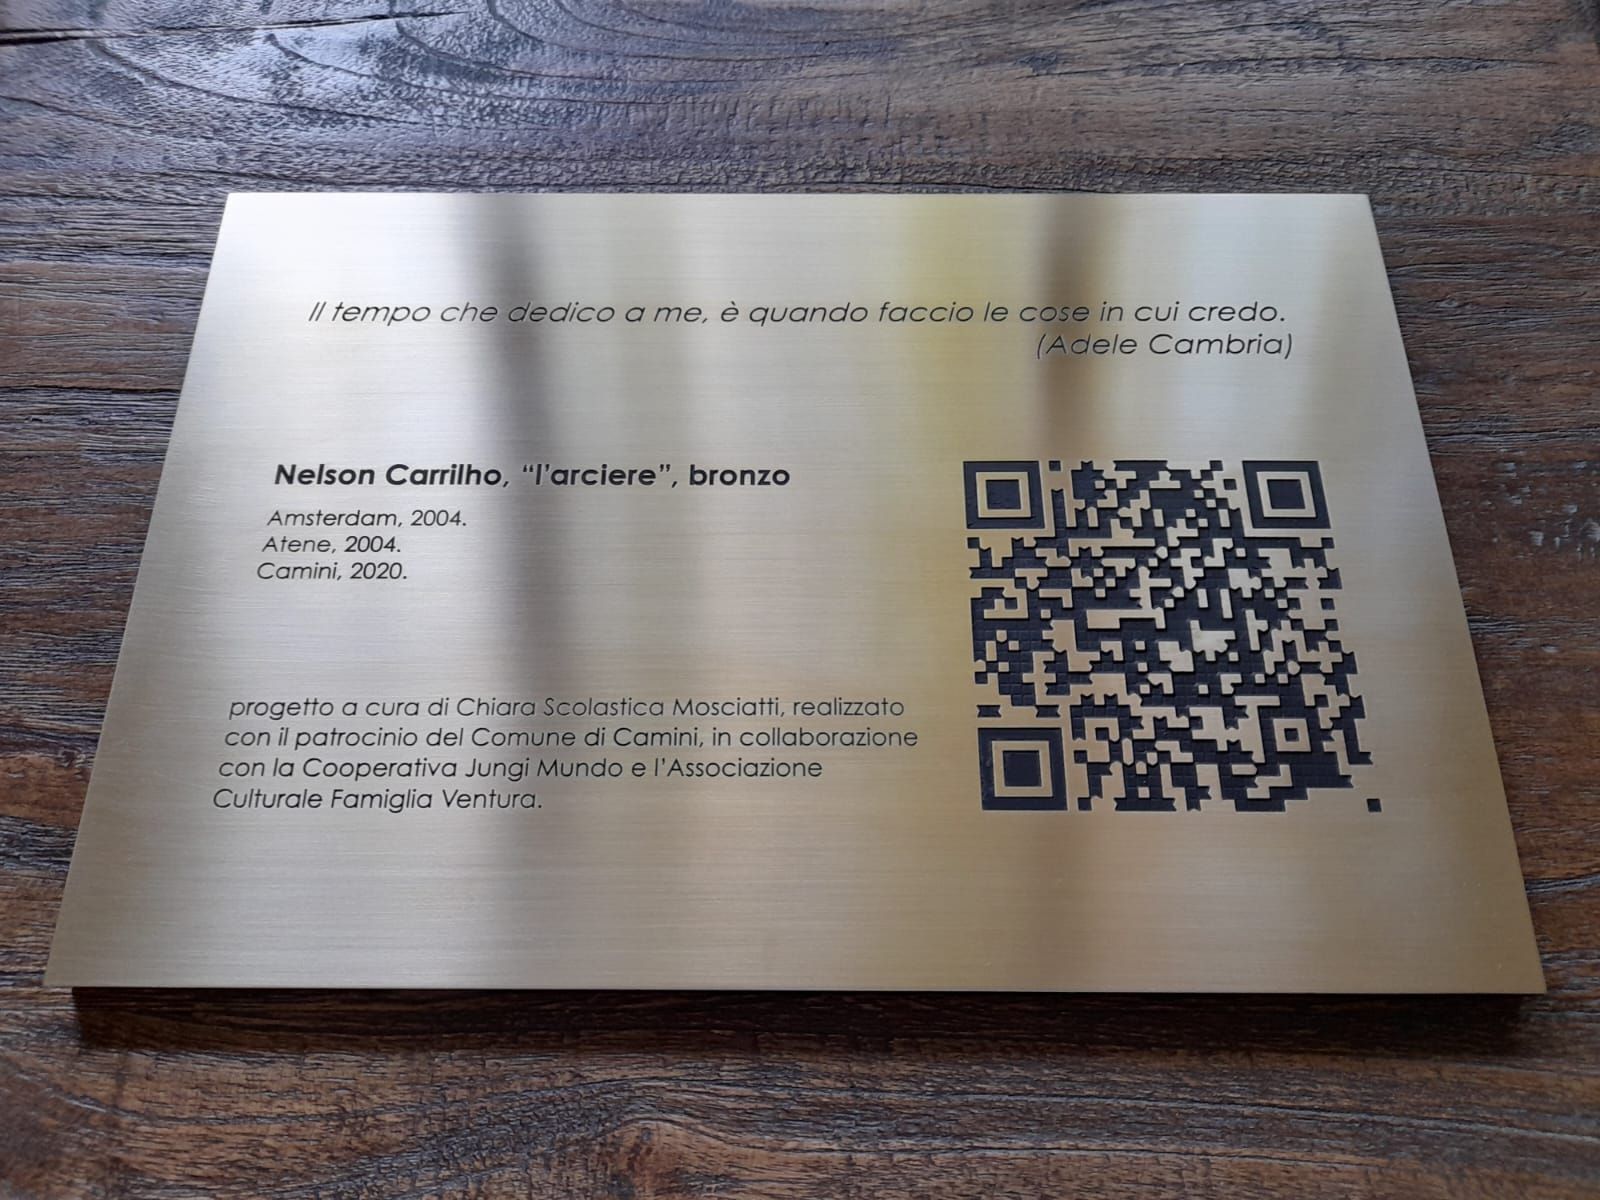 Il tempo che dedico a me, è quando faccio le cose in cui credo.
(Adele Cambria)
Nelson Carrilho, “l’arciere”, bronzo
Amsterdam, 2004.
Atene, 2004.
Camini, 2020.
progetto a cura di Chiara Scolastica Mosciatti, realizzato
con il patrocinio del Comune di Camini, in collaborazione
con la Cooperativa Jungi Mundo e l’Associazione
Culturale Famiglia Ventura.